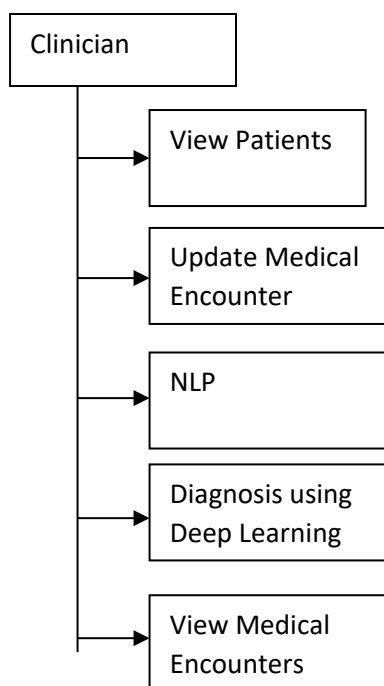 Clinician
View Patients
Update Medical
Encounter
NLP
Diagnosis using
Deep Learning
View Medical
Encounters